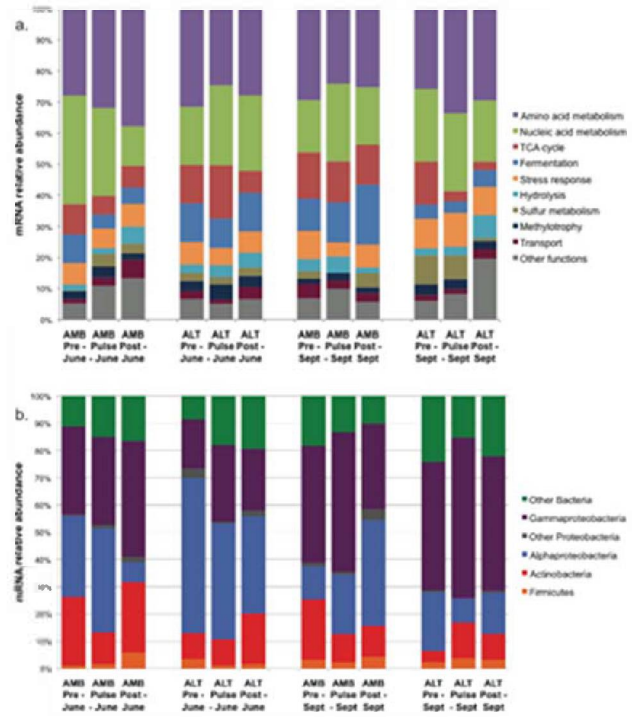 a.
100%
90%
80%
70%
60%
50%
40%
30%
20%
10%
0%
mRNA relative abundance
AMB AMB AMB ALT ALT ALT AMB AMB AMB ALT ALT ALT
Pre - Pulse Post - Pre - Pulse - Post - Pre - Pulse - Post - Pre - Pulse - Post -
June - June June June June June Sept Sept Sept Sept Sept Sept
Amino acid metabolism
Nucleic acid metabolism
TCA cycle
Fermentation
Stress response
Hydrolysis
Sulfur metabolism
Methylotrophy
Transport
Other functions
b.
100%
90%
80%
70%
60%
50%
40%
30%
20%
10%
0%
mRNA relative abundance
AMB AMB AMB ALT ALT ALT AMB AMB AMB ALT ALT ALT
Pre - Pulse Post - Pre - Pulse Post - Pre - Pulse Post - Pre - Pulse Post -
June - June June June - June June Sept - Sept Sept Sept - Sept Sept
Other Bacteria
Gammaproteobacteria
Other Proteobacteria
Alphaproteobacteria
Actinobacteria
Firmicutes